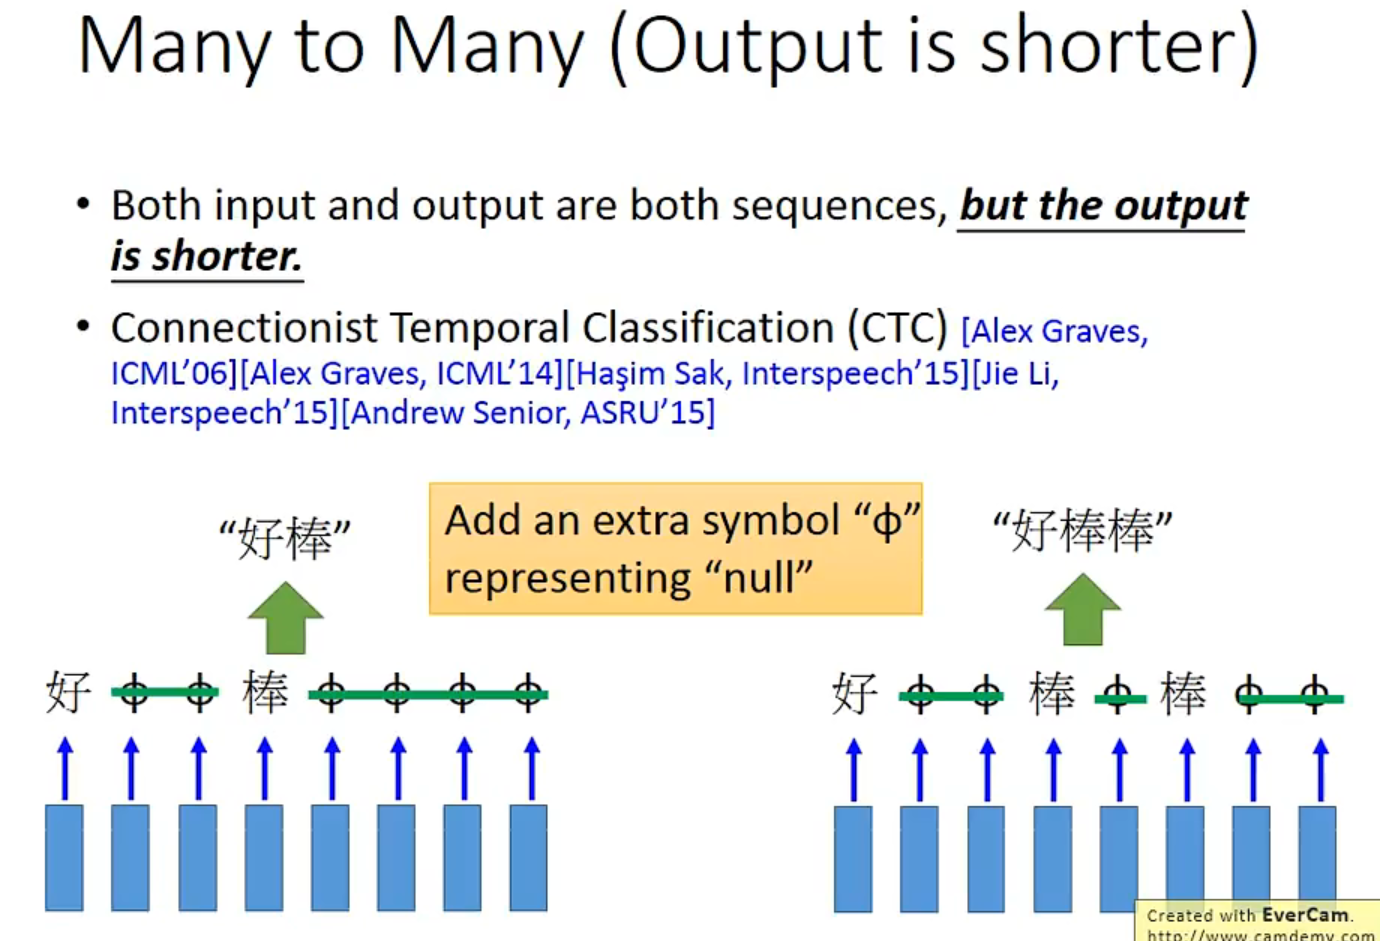 Many to Many (Output is shorter)
• Both input and output are both sequences, but the output
is shorter.
• Connectionist Temporal Classification (CTC) [Alex Graves,
ICML’06][Alex Graves, ICML’14][Haşim Sak, Interspeech’15][Jie Li,
Interspeech’15][Andrew Senior, ASRU’15]
“好棒”
Add an extra symbol “ϕ”
representing “null”
“好棒棒”
好 ϕ ϕ 棒 ϕ ϕ ϕ ϕ
好 ϕ ϕ 棒 ϕ 棒 ϕ ϕ
Created with EverCam.
http://www.camdemy.com